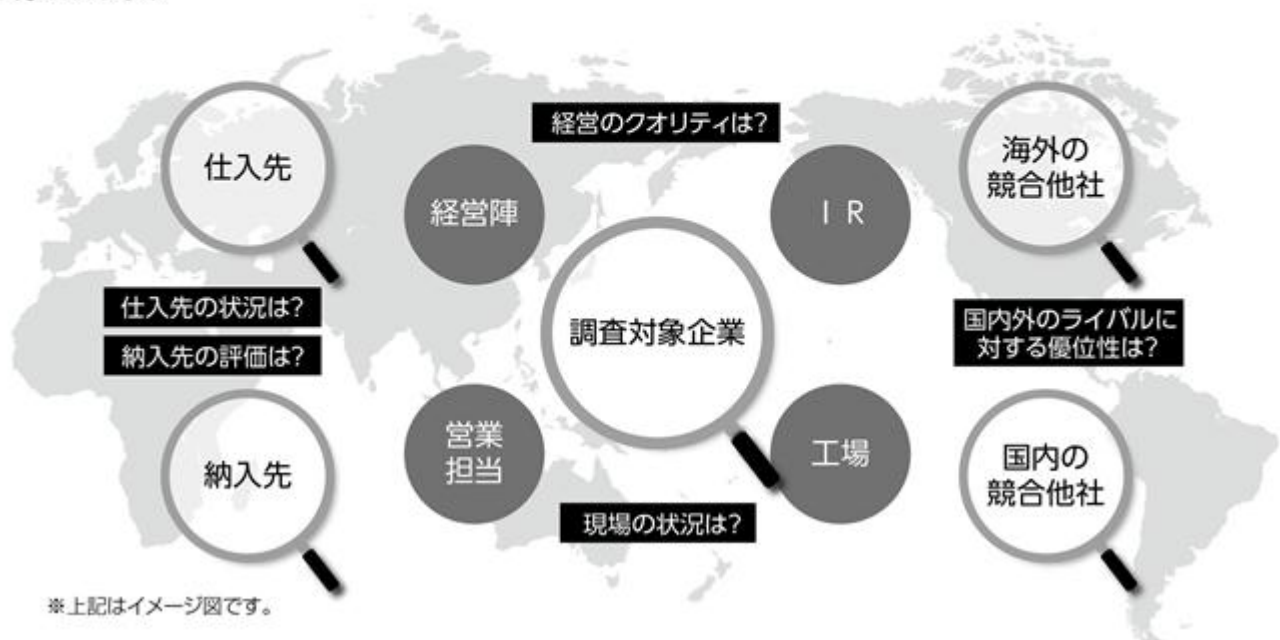 経営のクオリティは?
仕入先
経営陣
I R
海外の
競合他社
調査対象企業
仕入先の状況は?
納入先の評価は?
国内外のライバルに
対する優位性は?
納入先
営業
担当
工場
国内の
競合他社
現場の状況は?
※上記はイメージ図です。